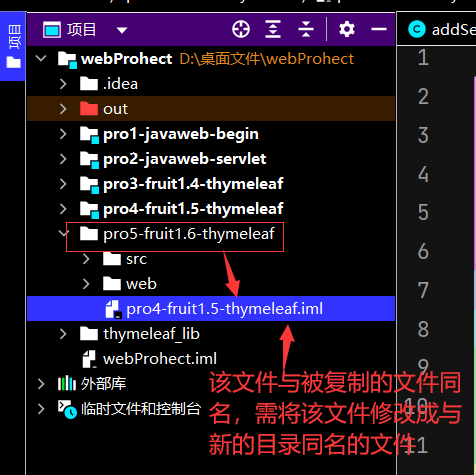 项目
项目
addSe
webProhect D:\桌面文件\webProhect
.idea
out
pro1-javaweb-begin
pro2-javaweb-servlet
pro3-fruit1.4-thymeleaf
pro4-fruit1.5-thymeleaf
pro5-fruit1.6-thymeleaf
src
web
pro4-fruit1.5-thymeleaf.iml
thymeleaf_lib
webProhect.iml
外部库
临时文件和控制台
该文件与被复制的文件同
名，需将该文件修改成与
新的目录同名的文件
1
2
3
4
5
6
7
8
9
10
11